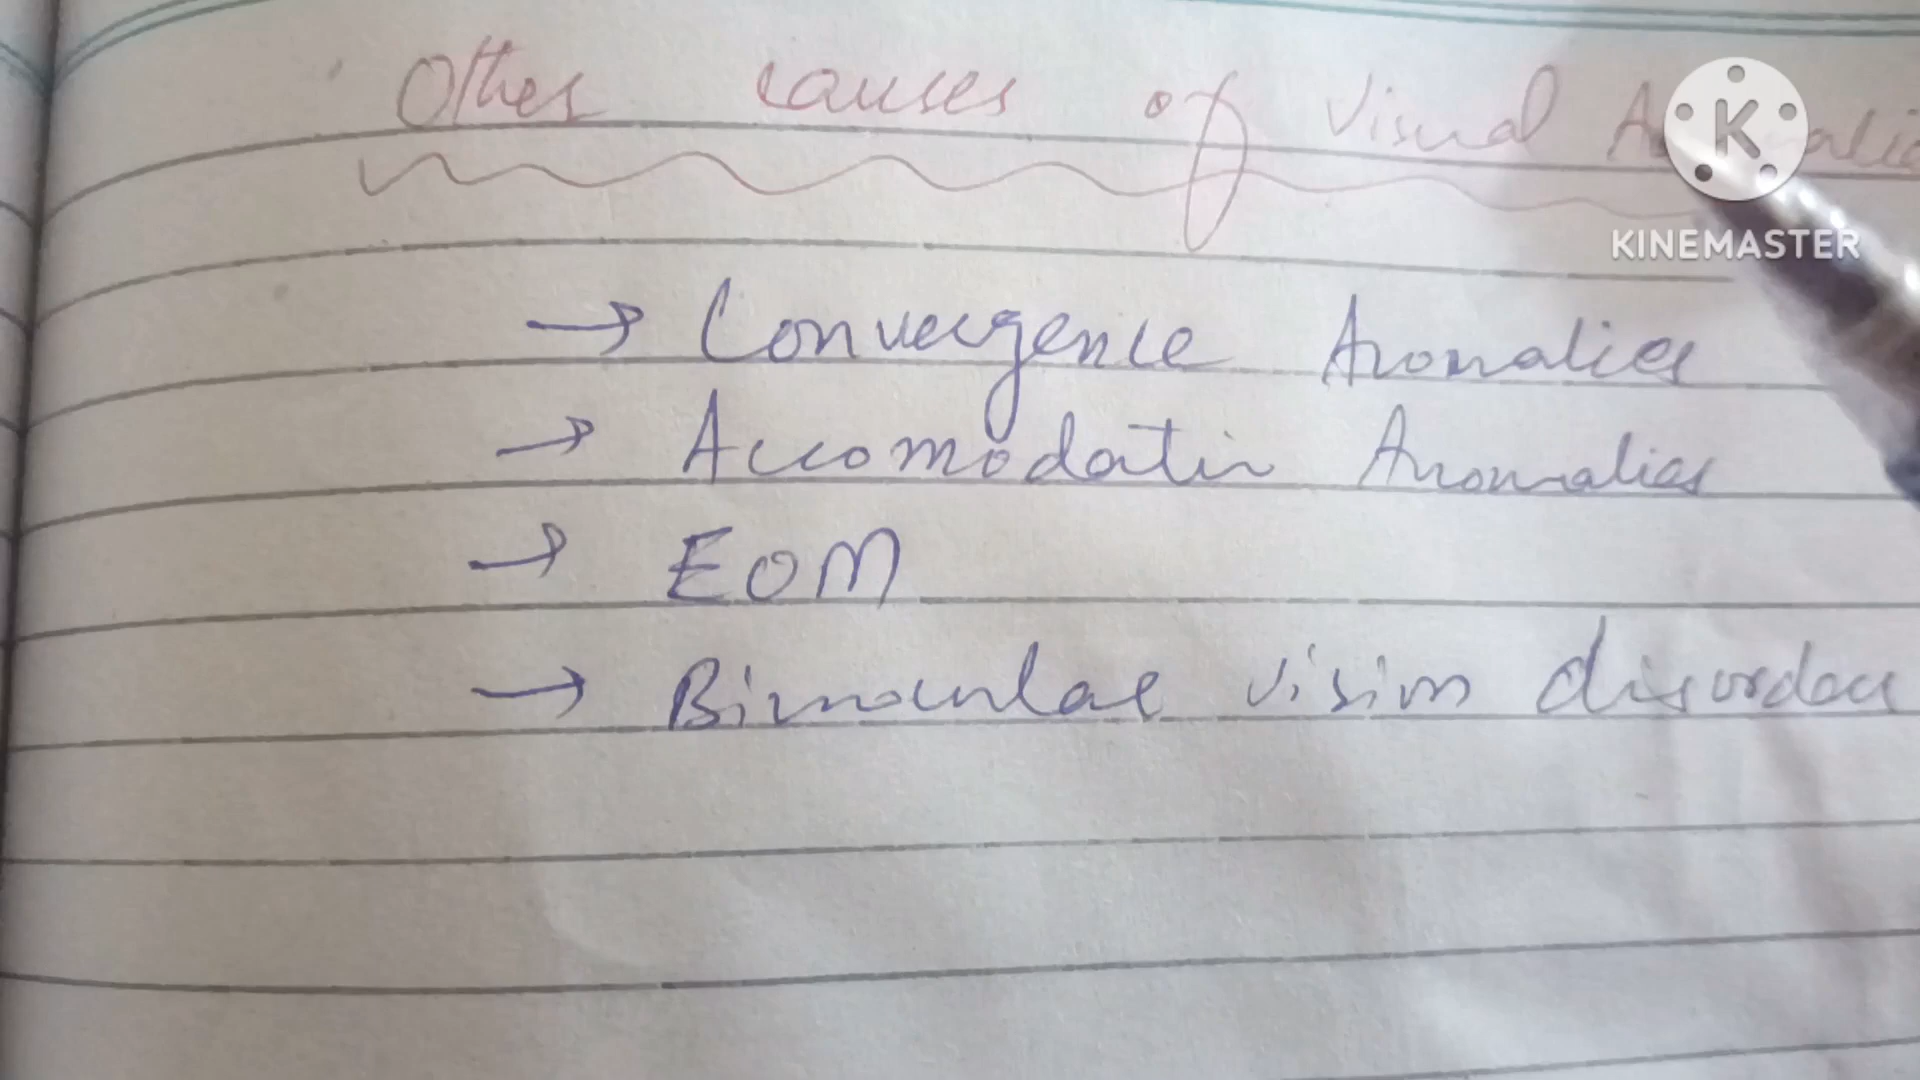 Other causes of Visual
K
KINEMASTER
→ Convergence Anomalies
→ Accomodation Anomalies
→ EOM
→ Binocular vision disorder